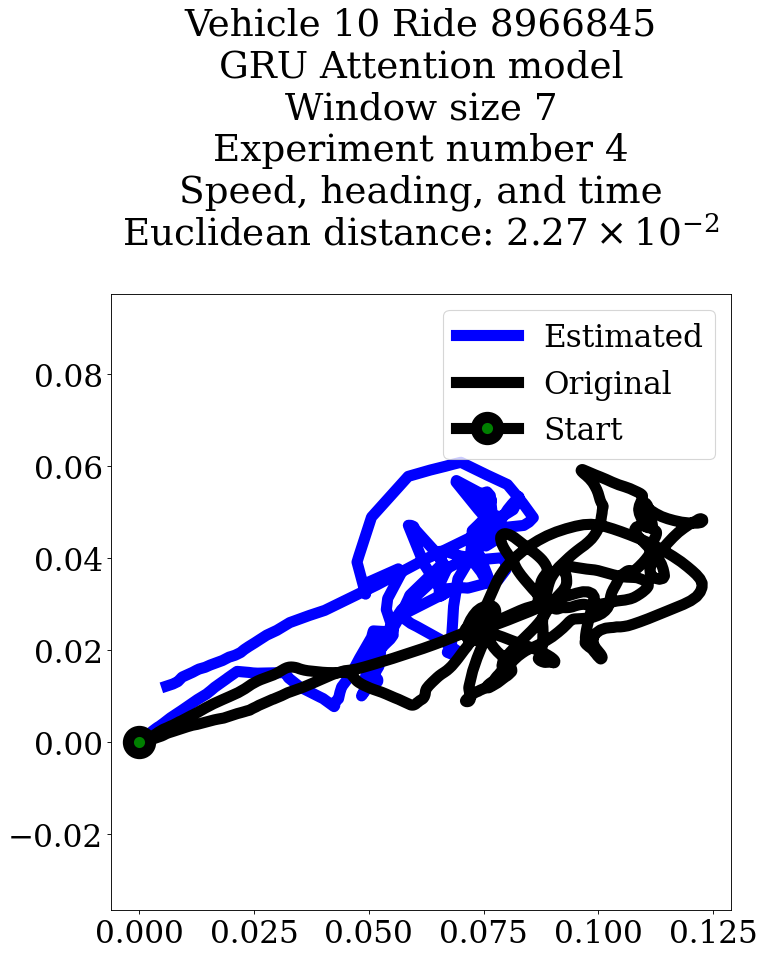 Vehicle 10 Ride 8966845
GRU Attention model
Window size 7
Experiment number 4
Speed, heading, and time
Euclidean distance: 2.27 × 10⁻²
Estimated
Original
Start
0.08
0.06
0.04
0.02
0.00
−0.02
0.000 0.025 0.050 0.075 0.100 0.125